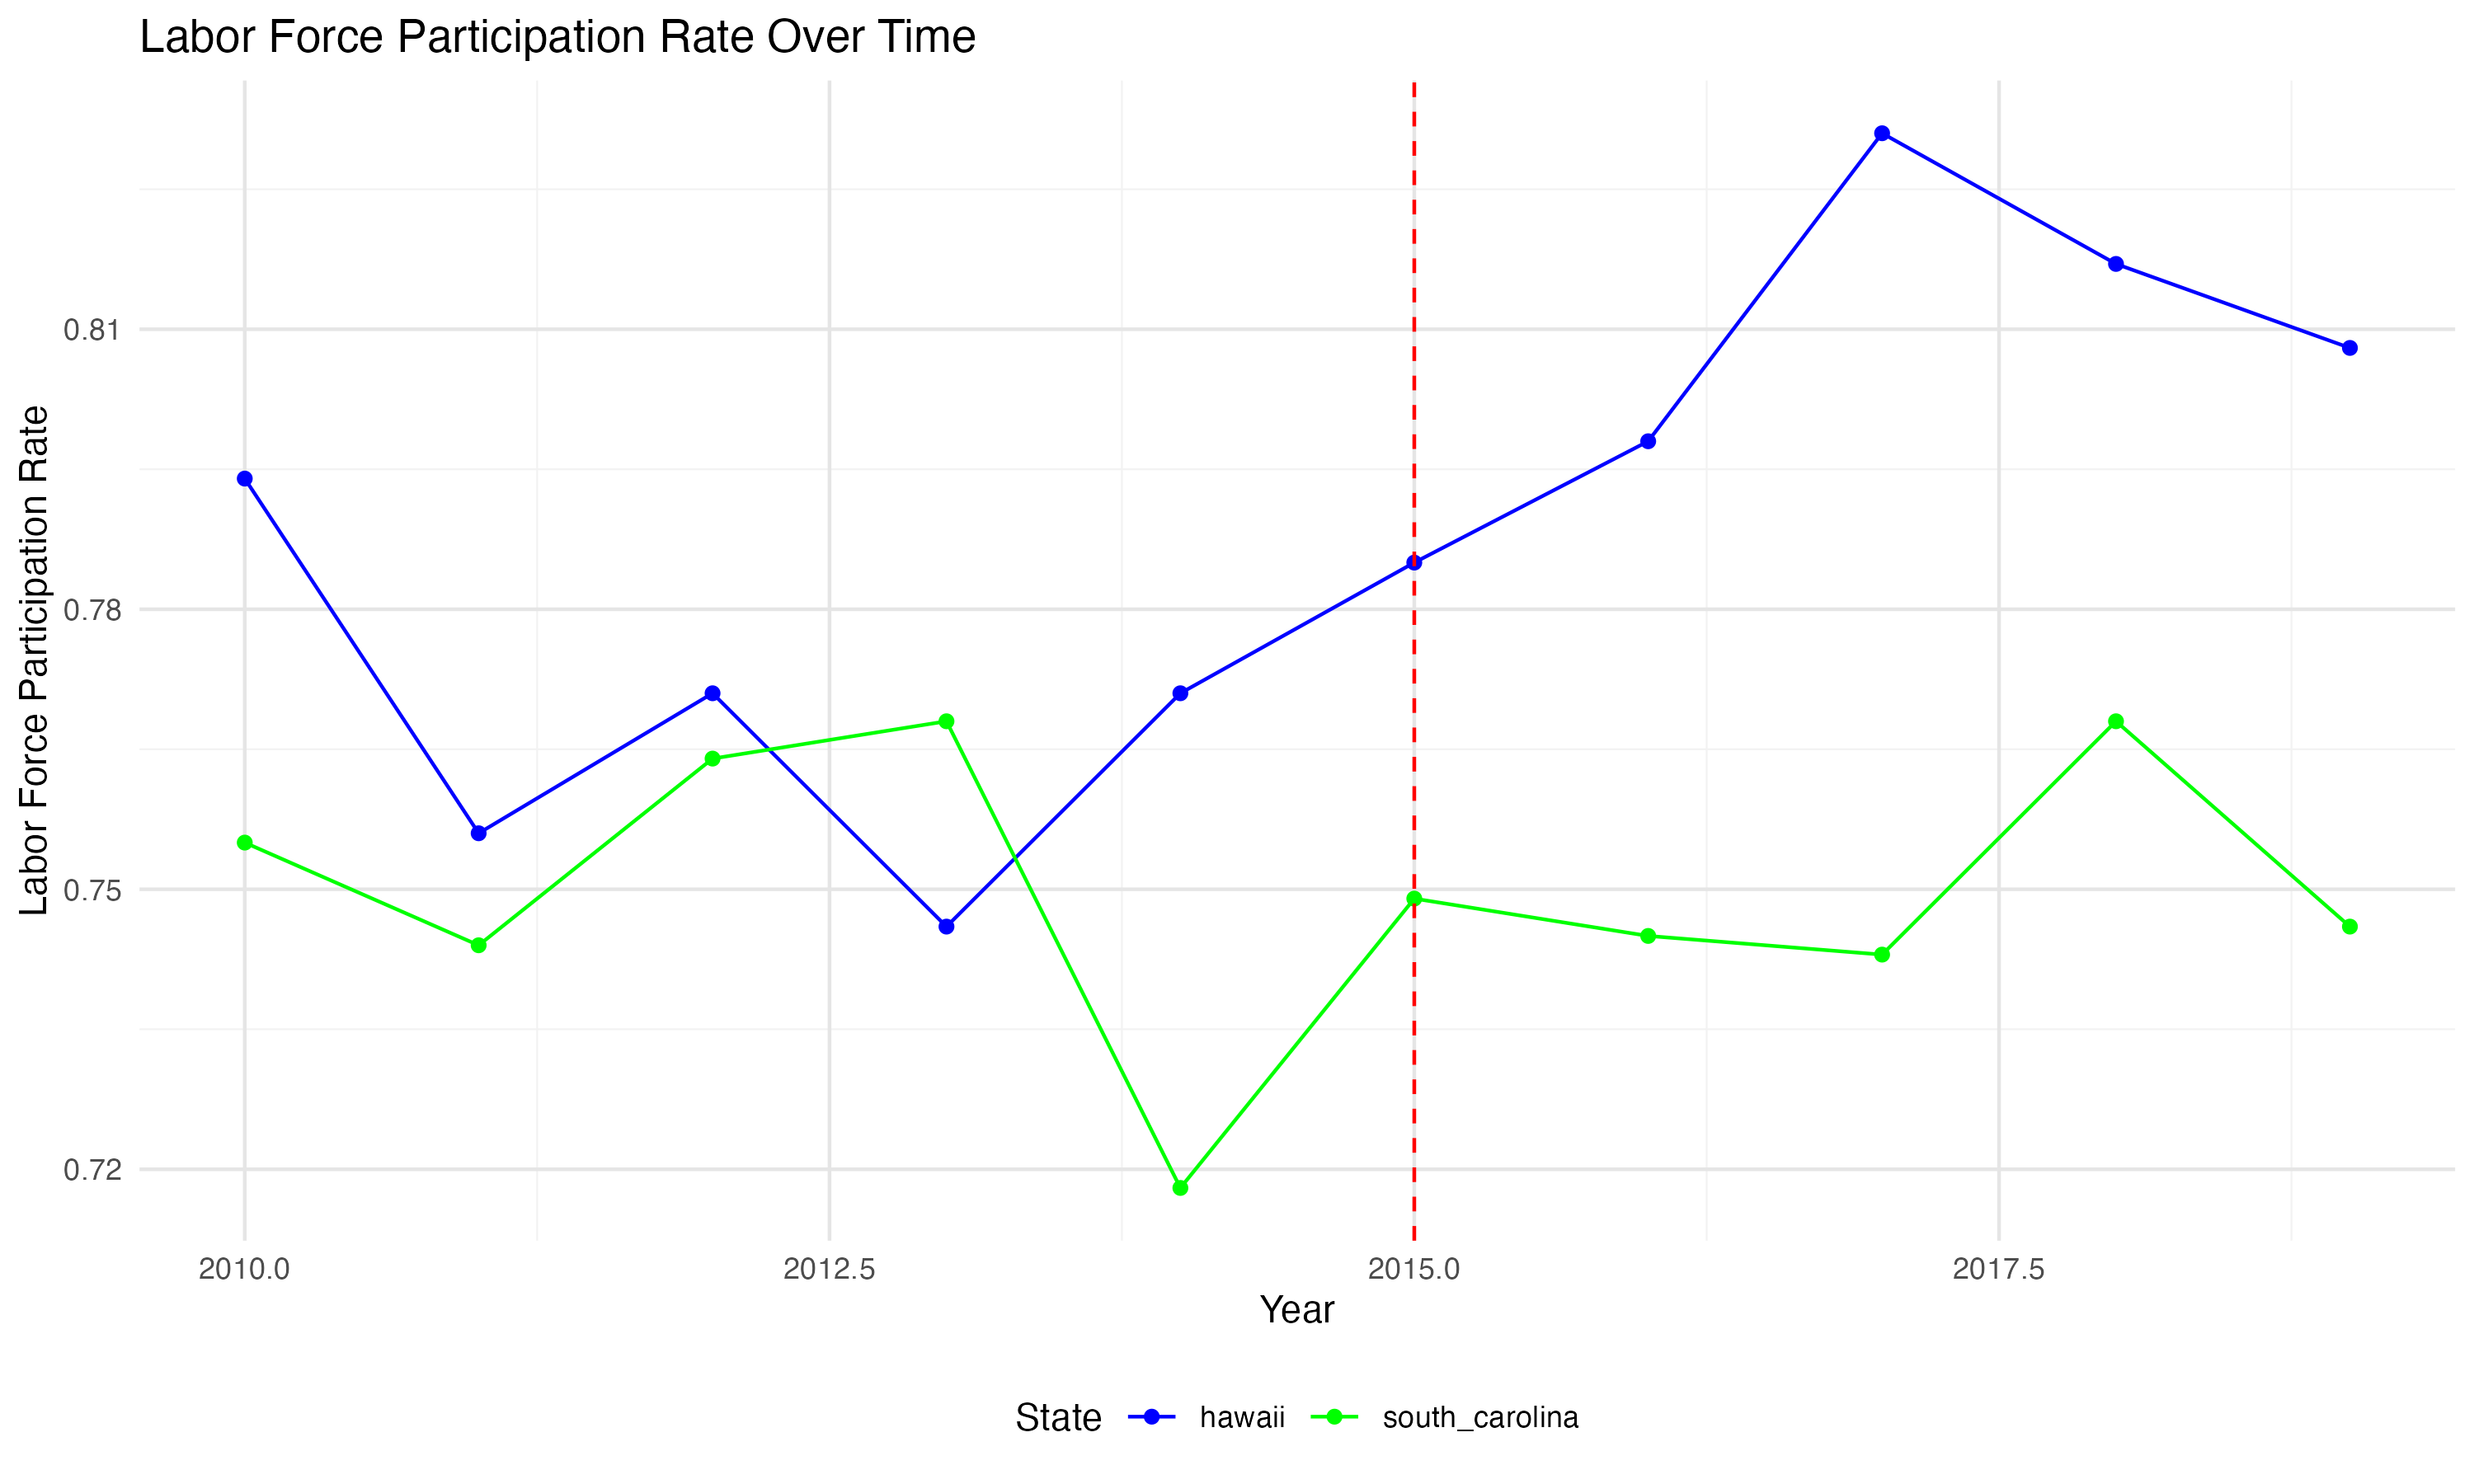 Labor Force Participation Rate Over Time
Labor Force Participation Rate
0.81
0.78
0.75
0.72
2010.0 2012.5 2015.0 2017.5
Year
State hawaii south_carolina